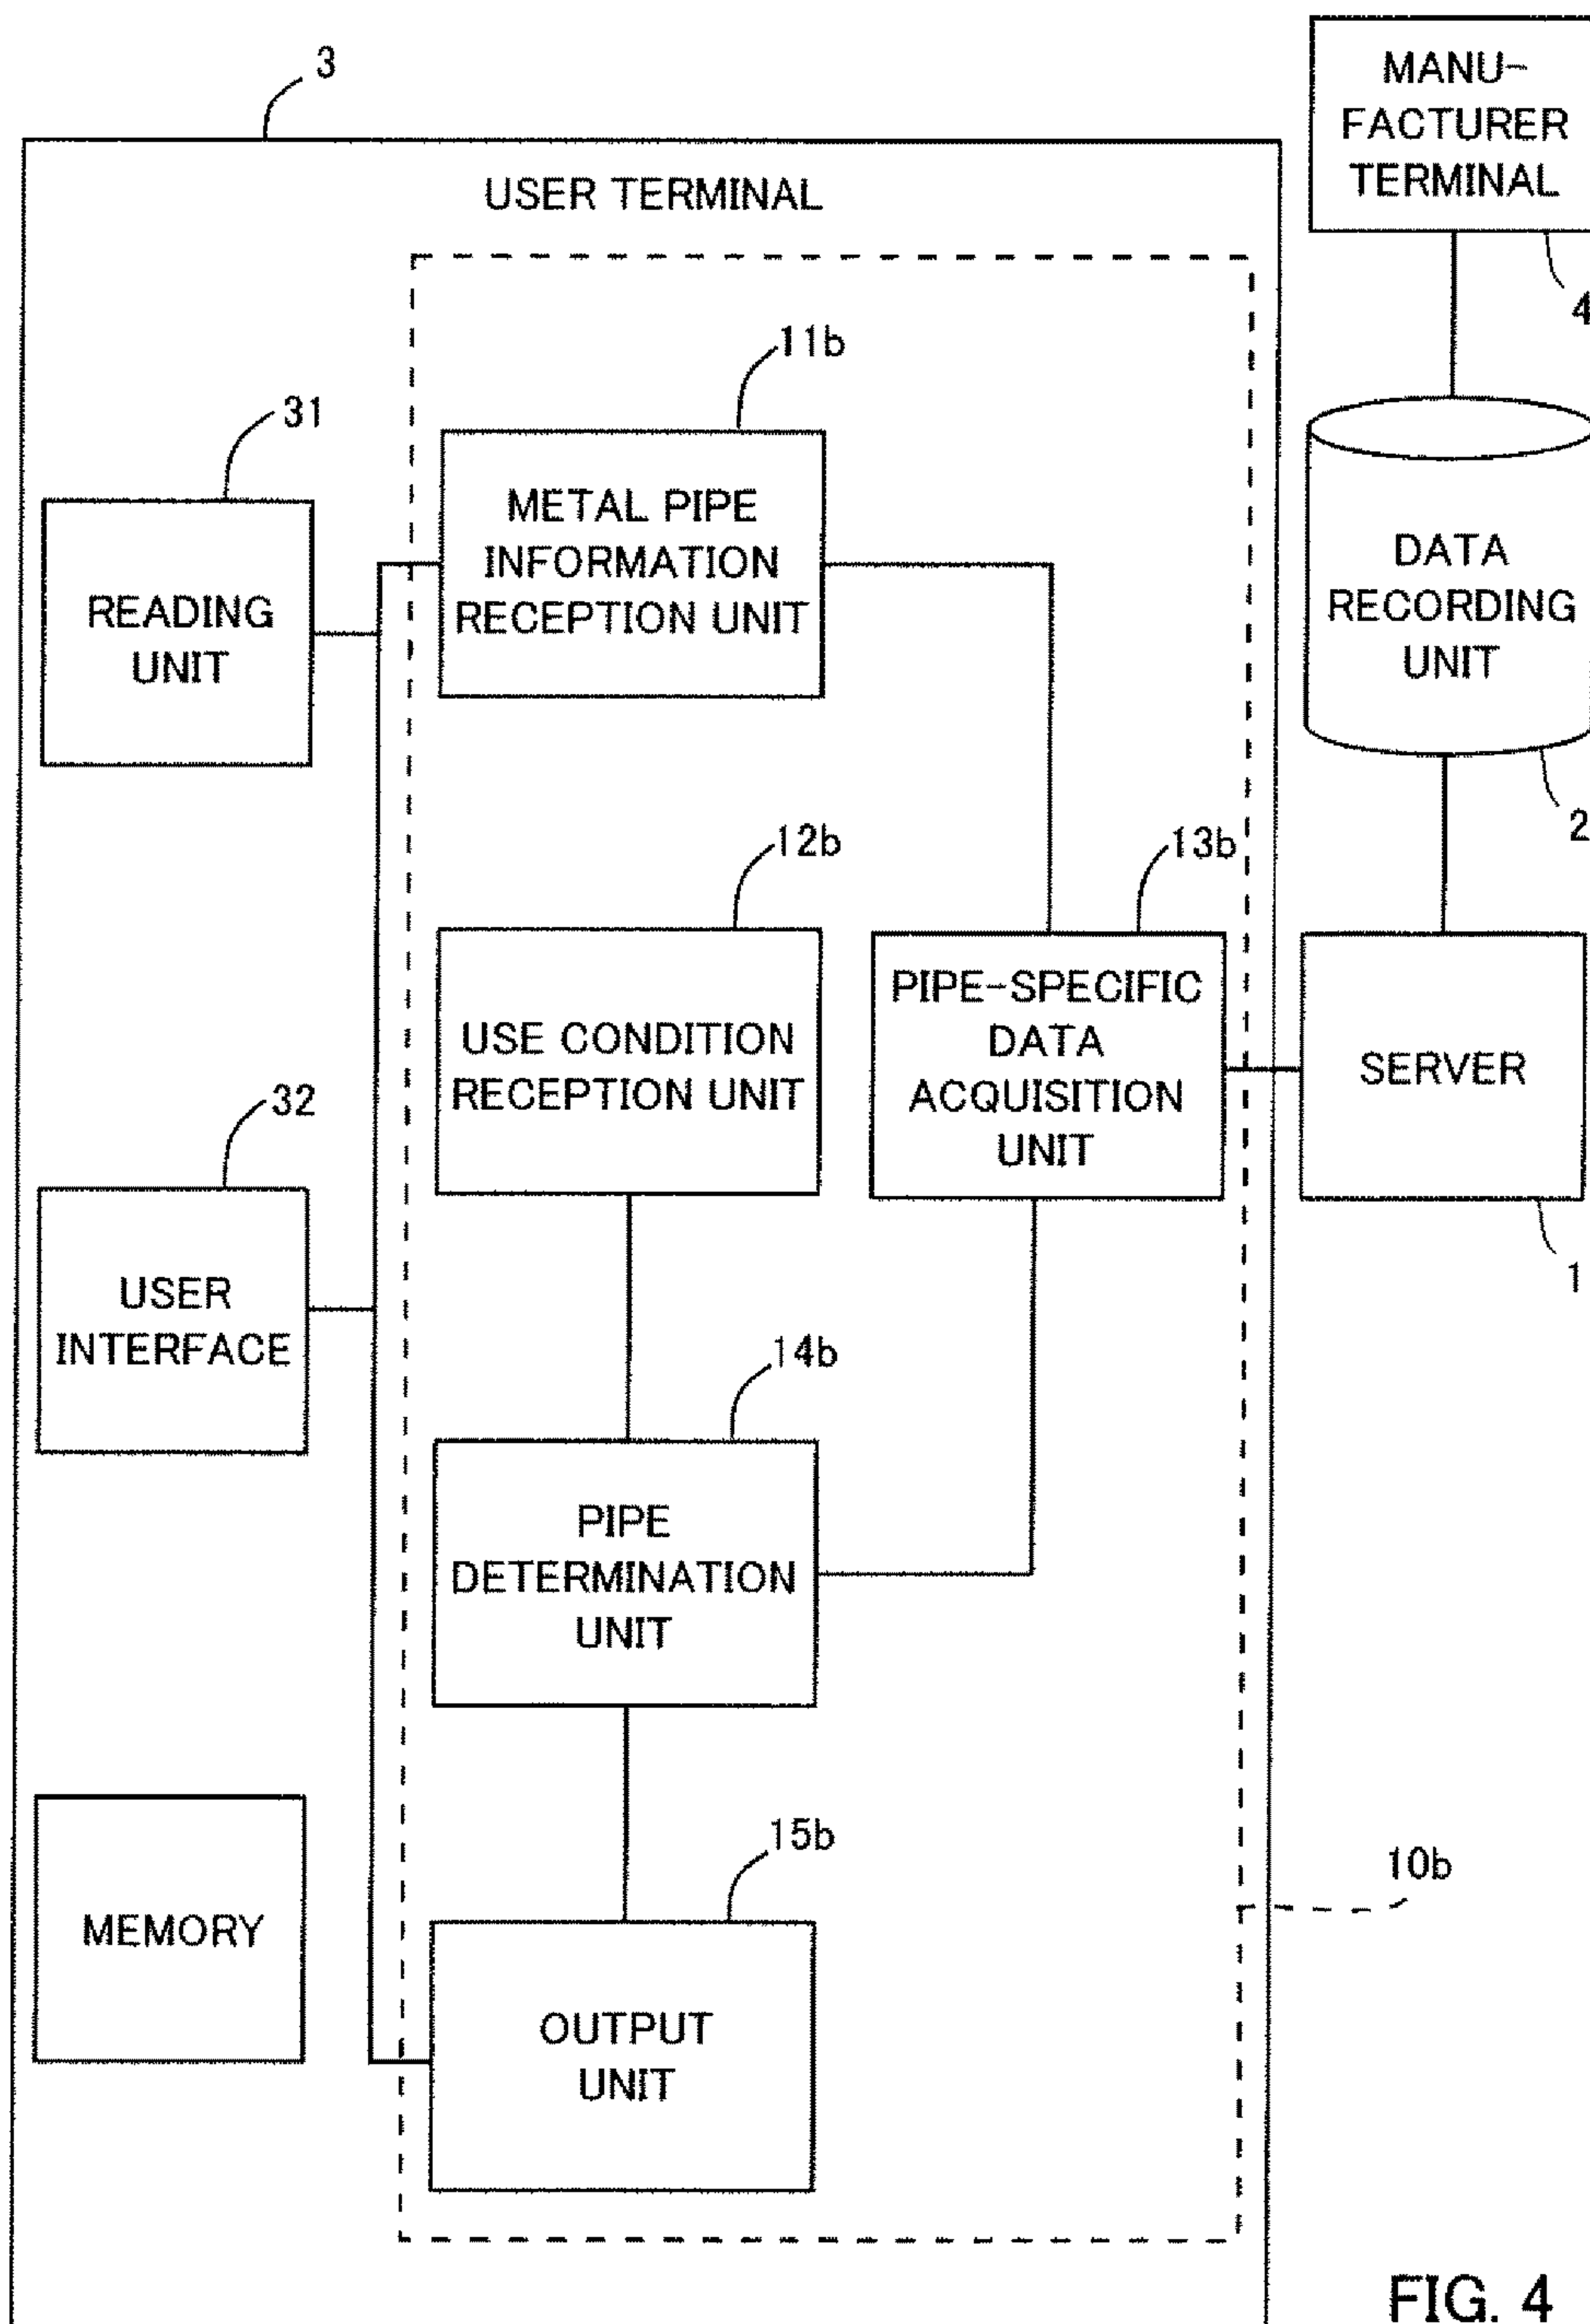 3
MANU-
FACTURER
TERMINAL
4
USER TERMINAL
11b
31
METAL PIPE
INFORMATION
RECEPTION UNIT
READING
UNIT
DATA
RECORDING
UNIT
2
12b
13b
USE CONDITION
RECEPTION UNIT
PIPE-SPECIFIC
DATA
ACQUISITION
UNIT
SERVER
1
32
USER
INTERFACE
14b
PIPE
DETERMINATION
UNIT
15b
10b
MEMORY
OUTPUT
UNIT
FIG. 4